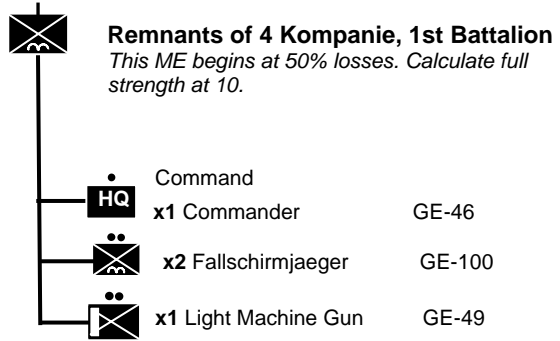 Remnants of 4 Kompanie, 1st Battalion
This ME begins at 50% losses. Calculate full
strength at 10.
Command
HQ
x1 Commander GE-46
x2 Fallschirmjaeger GE-100
x1 Light Machine Gun GE-49